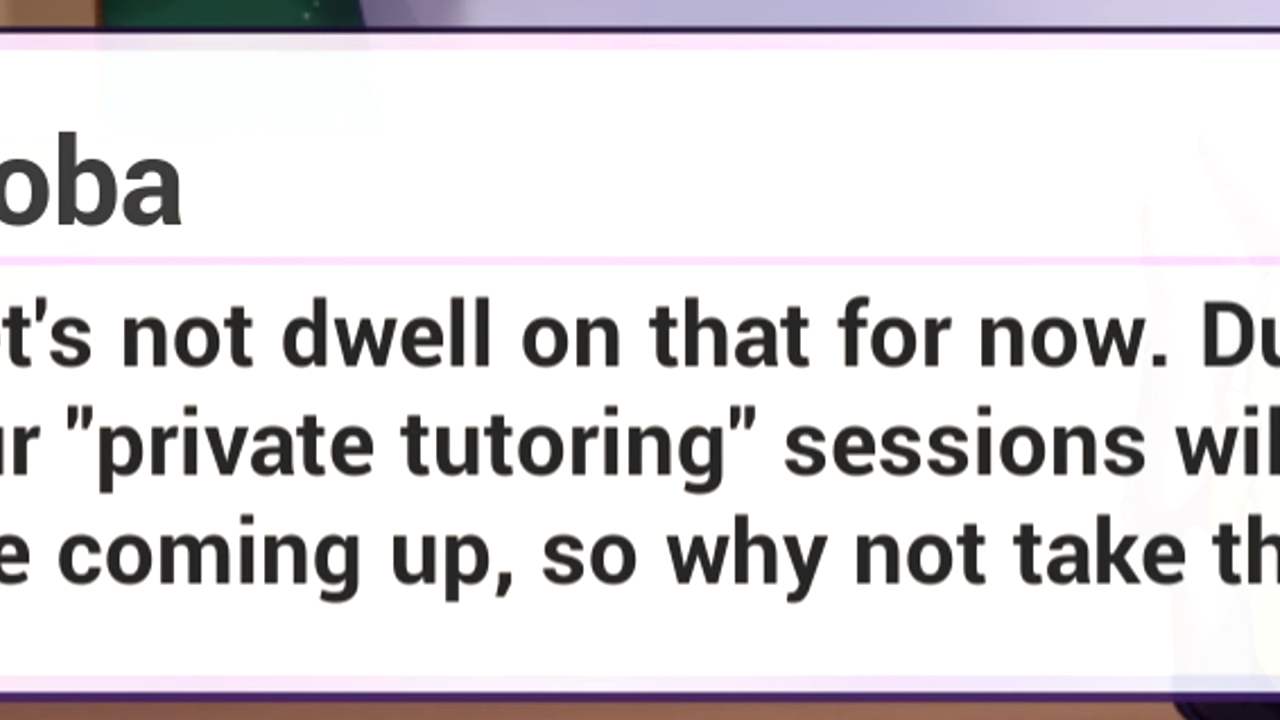 oba
t's not dwell on that for now. Du
r "private tutoring" sessions wil
e coming up, so why not take th